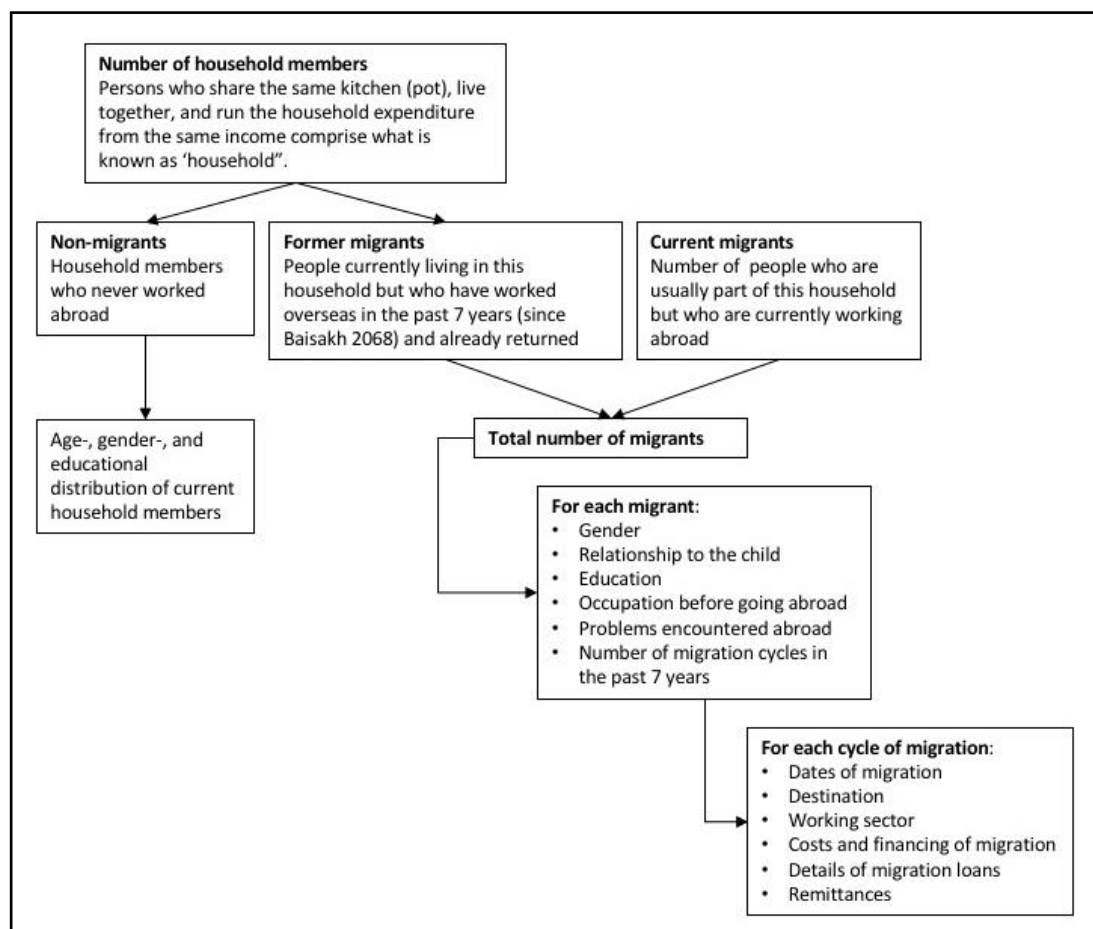 Number of household members
Persons who share the same kitchen (pot), live
together, and run the household expenditure
from the same income comprise what is
known as ‘household”.
Non-migrants
Household members
who never worked
abroad
Former migrants
People currently living in this
household but who have worked
overseas in the past 7 years (since
Baisakh 2068) and already returned
Current migrants
Number of  people who are
usually part of this household
but who are currently working
abroad
Age-, gender-, and
educational
distribution of current
household members
Total number of migrants
For each migrant:
• Gender
• Relationship to the child
• Education
• Occupation before going abroad
• Problems encountered abroad
• Number of migration cycles in
the past 7 years
For each cycle of migration:
• Dates of migration
• Destination
• Working sector
• Costs and financing of migration
• Details of migration loans
• Remittances